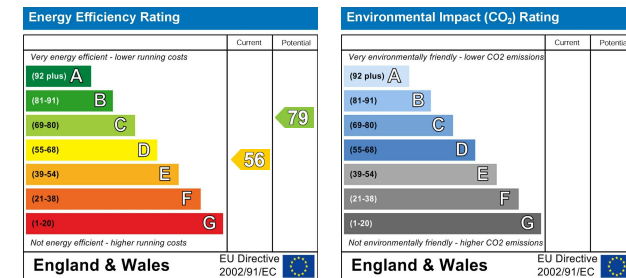 Energy Efficiency Rating
Current Potential
Very energy efficient - lower running costs
(92 plus) A
(81-91) B
(69-80) C
79
(55-68) D
56
(39-54) E
(21-38) F
(1-20) G
Not energy efficient - higher running costs
England & Wales
EU Directive
2002/91/EC
Environmental Impact (CO2) Rating
Current Potential
Very environmentally friendly - lower CO2 emissions
(92 plus) A
(81-91) B
(69-80) C
(55-68) D
(39-54) E
(21-38) F
(1-20) G
Not environmentally friendly - higher CO2 emissions
England & Wales
EU Directive
2002/91/EC